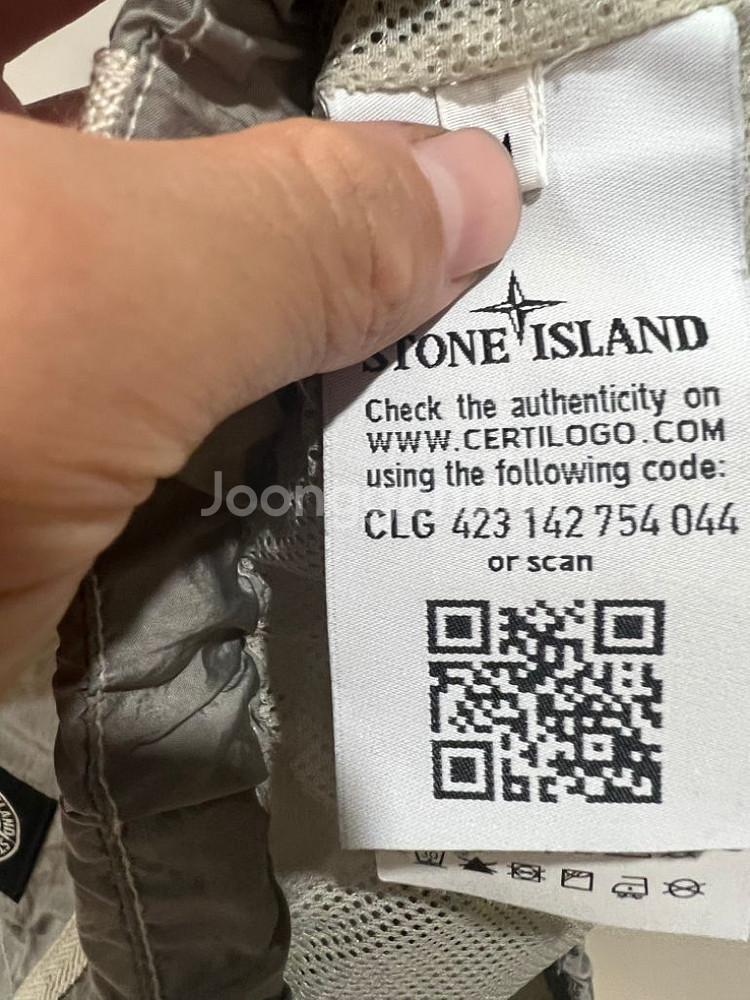 STONE ISLAND
Check the authenticity on
WWW.CERTILOGO.COM
using the following code:
CLG 423 142 754 044
or scan